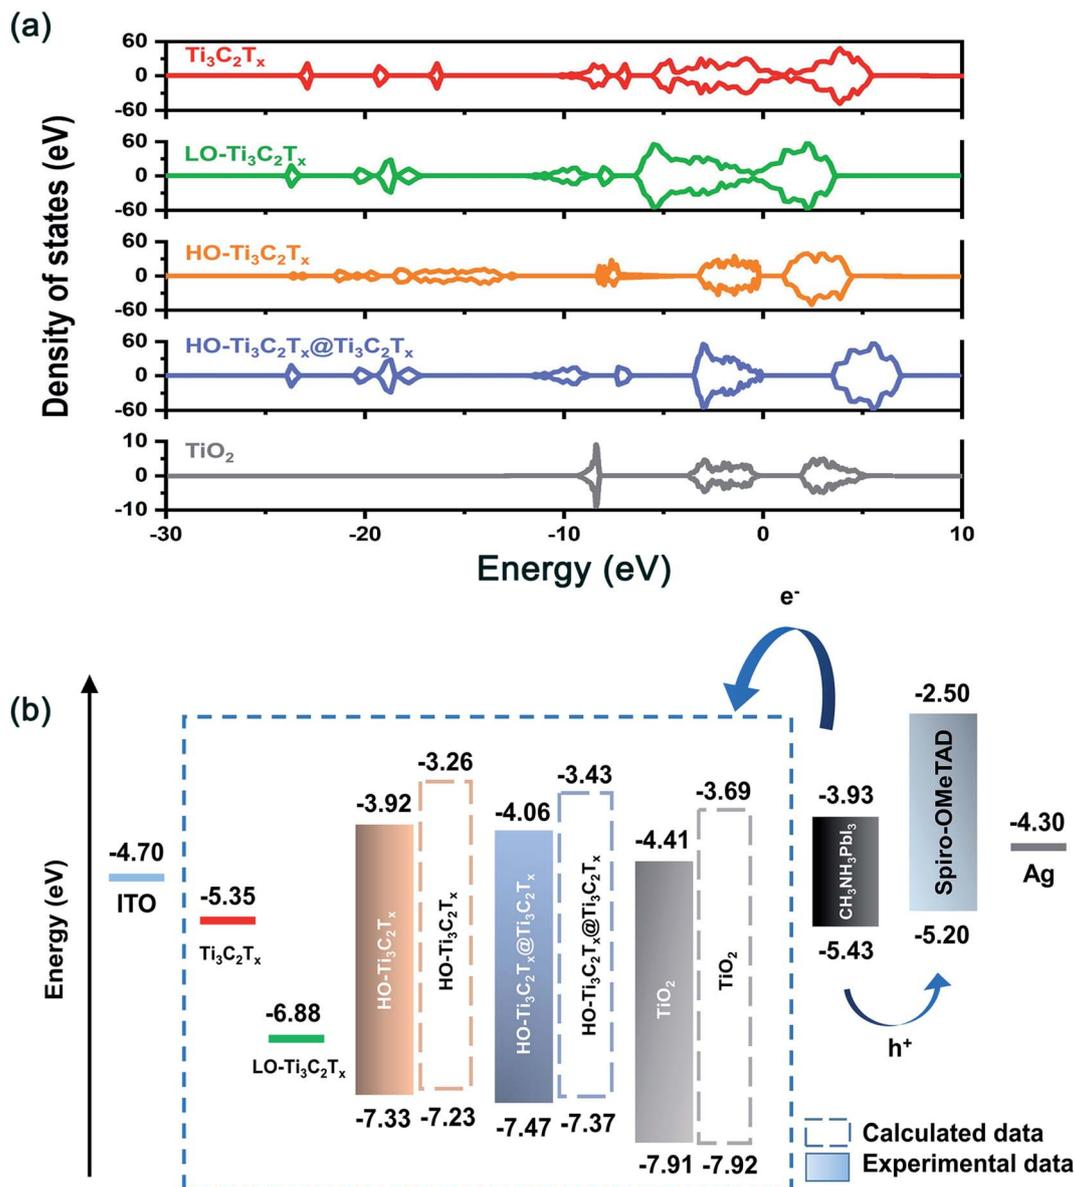 (a)
Density of states (eV)
60
0
-60
Ti₃C₂Tₓ
60
0
-60
LO-Ti₃C₂Tₓ
60
0
-60
HO-Ti₃C₂Tₓ
60
0
-60
HO-Ti₃C₂Tₓ@Ti₃C₂Tₓ
10
0
-10
TiO₂
-30 -20 -10 0 10
Energy (eV)
(b)
Energy (eV)
e⁻
-4.70
ITO
-5.35
Ti₃C₂Tₓ
-6.88
LO-Ti₃C₂Tₓ
-3.92
HO-Ti₃C₂Tₓ
-7.33
-3.26
HO-Ti₃C₂Tₓ
-7.23
-4.06
HO-Ti₃C₂Tₓ@Ti₃C₂Tₓ
-7.47
-3.43
HO-Ti₃C₂Tₓ@Ti₃C₂Tₓ
-7.37
-4.41
TiO₂
-7.91
-3.69
TiO₂
-7.92
-3.93
CH₃NH₃PbI₃
-5.43
-2.50
Spiro-OMeTAD
-5.20
-4.30
Ag
h⁺
Calculated data
Experimental data